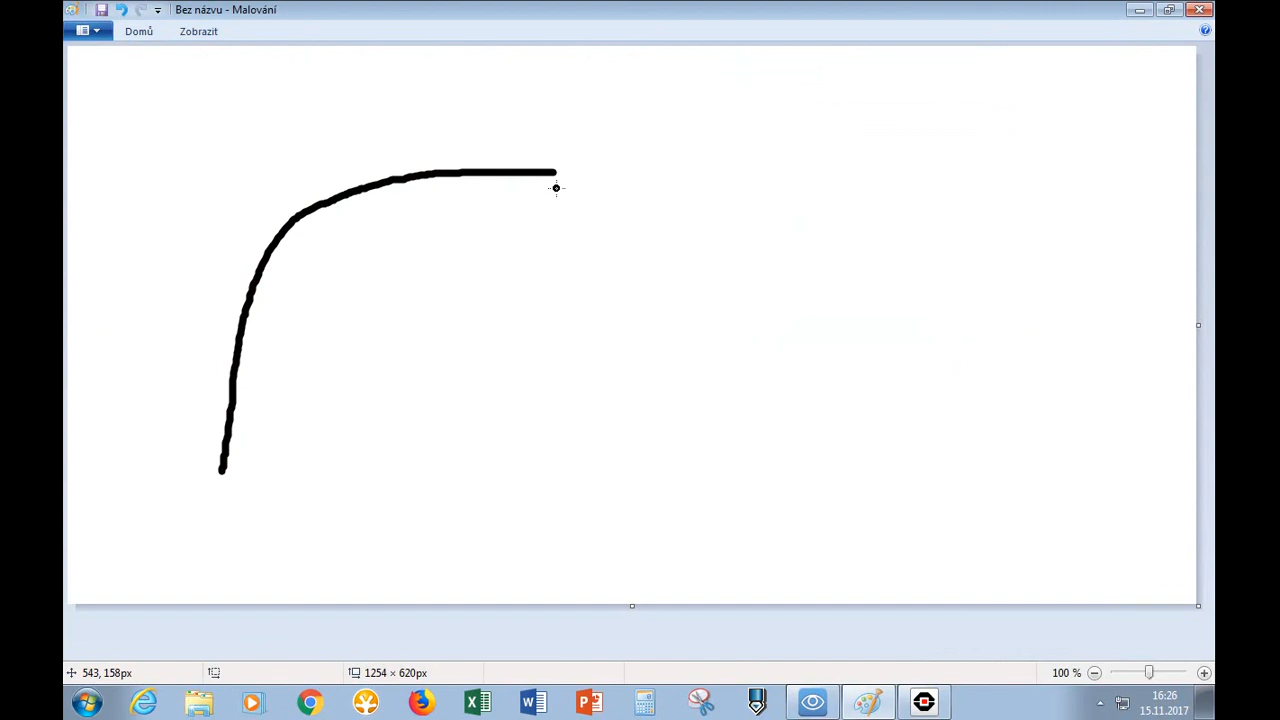 Bez názvu - Malování
Domů
Zobrazit
543, 158px
1254 × 620px
100 %
16:26
15.11.2017